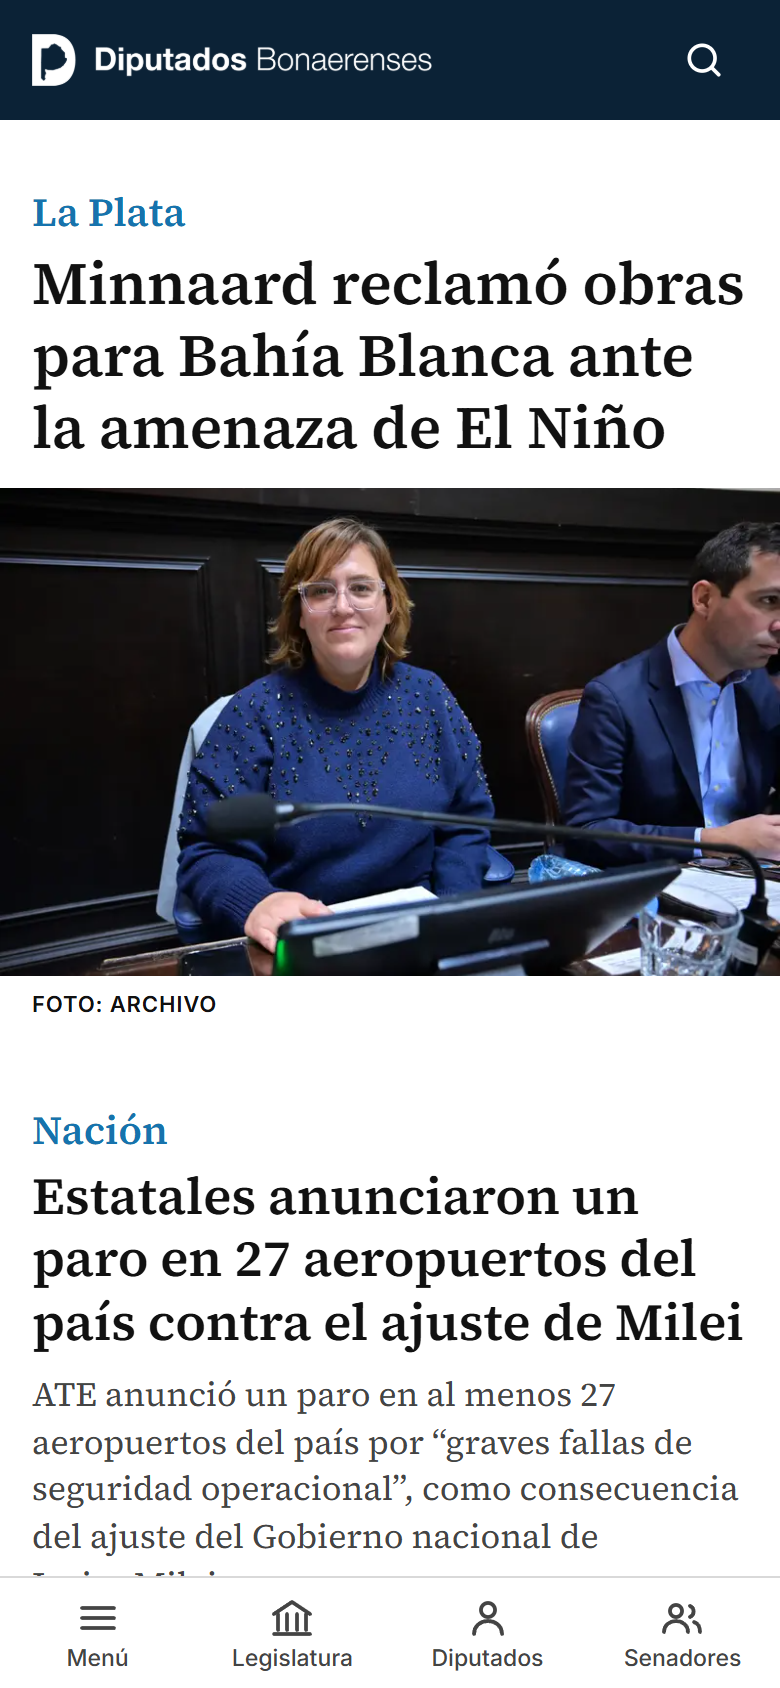 Diputados Bonaerenses
La Plata
Minnaard reclamó obras
para Bahía Blanca ante
la amenaza de El Niño
FOTO: ARCHIVO
Nación
Estatales anunciaron un
paro en 27 aeropuertos del
país contra el ajuste de Milei
ATE anunció un paro en al menos 27
aeropuertos del país por “graves fallas de
seguridad operacional”, como consecuencia
del ajuste del Gobierno nacional de
Menú
Legislatura
Diputados
Senadores